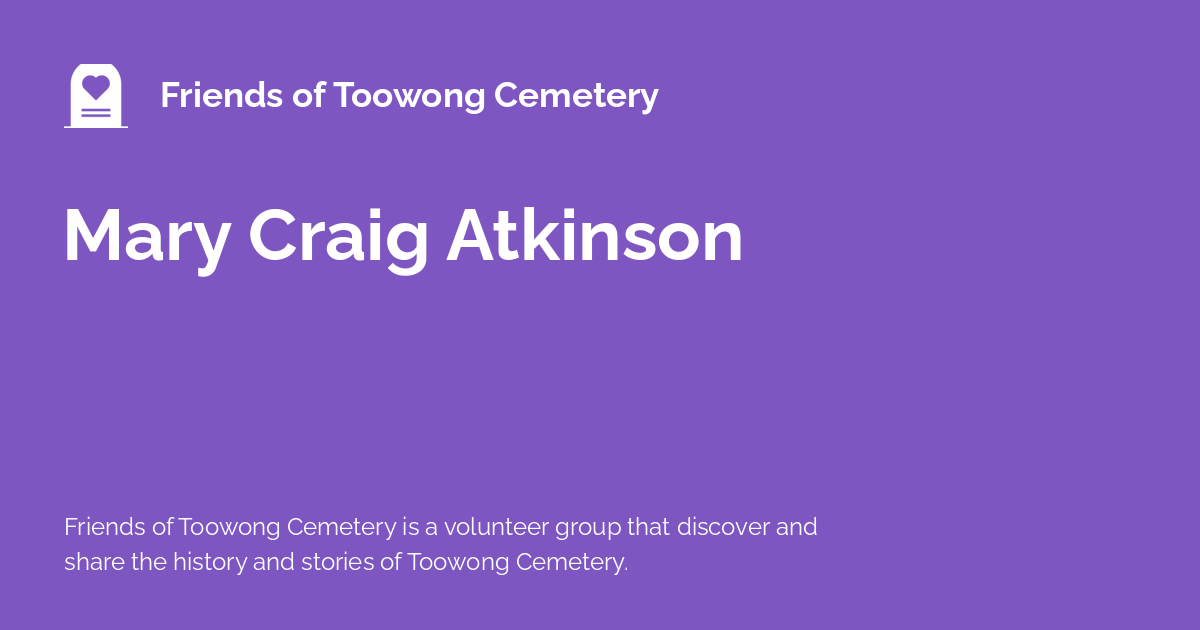 Friends of Toowong Cemetery
Mary Craig Atkinson
Friends of Toowong Cemetery is a volunteer group that discover and
share the history and stories of Toowong Cemetery.